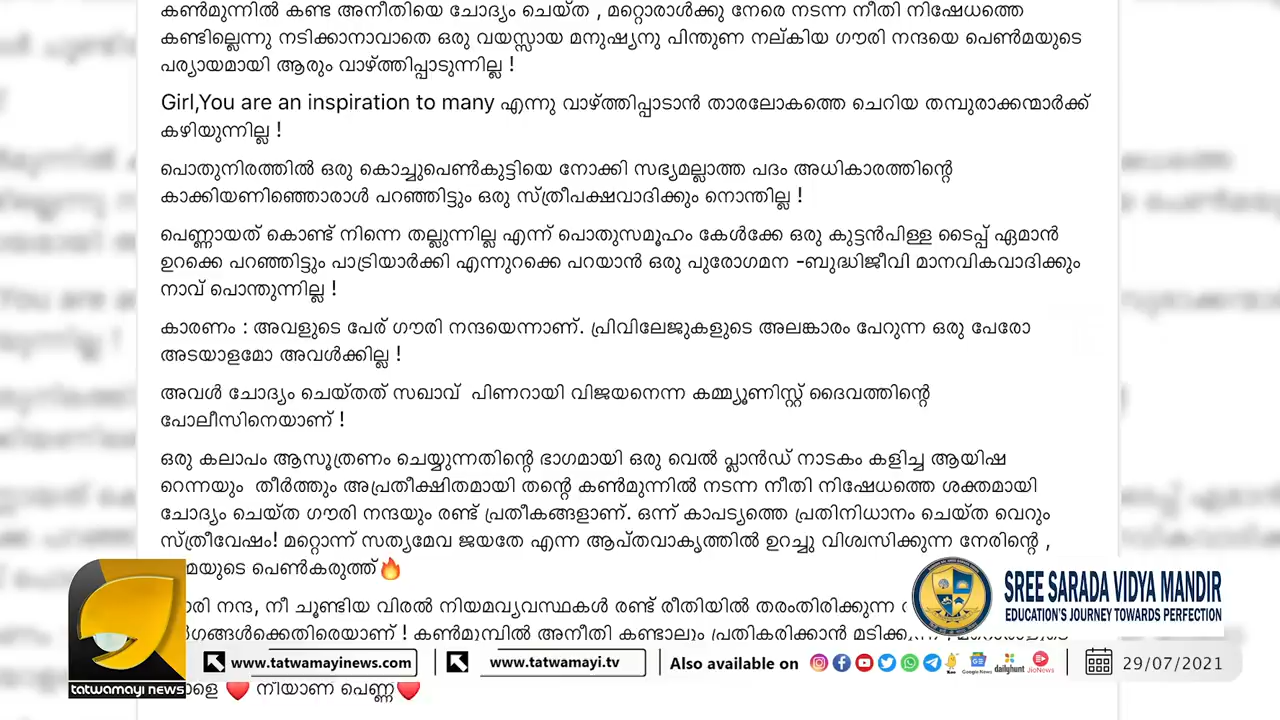 കൺമുന്നിൽ കണ്ട അനീതിയെ ചോദ്യം ചെയ്ത , മറ്റൊരാൾക്കു നേരെ നടന്ന നീതി നിഷേധത്തെ
കണ്ടില്ലെന്നു നടിക്കാനാവാതെ ഒരു വയസ്സായ മനുഷ്യനു പിന്തുണ നല്കിയ ഗൗരി നന്ദയെ പെൺമയുടെ
പര്യായമായി ആരും വാഴ്ത്തിപ്പാടുന്നില്ല !
Girl,You are an inspiration to many എന്നു വാഴ്ത്തിപ്പാടാൻ താരലോകത്തെ ചെറിയ തമ്പുരാക്കന്മാർക്ക്
കഴിയുന്നില്ല !
പൊതുനിരത്തിൽ ഒരു കൊച്ചുപെൺകുട്ടിയെ നോക്കി സഭ്യമല്ലാത്ത പദം അധികാരത്തിന്റെ
കാക്കിയണിഞ്ഞൊരാൾ പറഞ്ഞിട്ടും ഒരു സ്ത്രീപക്ഷവാദിക്കും നൊന്തില്ല !
പെണ്ണായത് കൊണ്ട് നിന്നെ തല്ലുന്നില്ല എന്ന് പൊതുസമൂഹം കേൾക്കേ ഒരു കുട്ടൻപിള്ള ടൈപ്പ് ഏമാൻ
ഉറക്കെ പറഞ്ഞിട്ടും പാട്രിയാർക്കി എന്നുറക്കെ പറയാൻ ഒരു പുരോഗമന -ബുദ്ധിജീവി മാനവികവാദിക്കും
നാവ് പൊന്തുന്നില്ല !
കാരണം : അവളുടെ പേര് ഗൗരി നന്ദയെന്നാണ്. പ്രിവിലേജുകളുടെ അലങ്കാരം പേറുന്ന ഒരു പേരോ
അടയാളമോ അവൾക്കില്ല !
അവൾ ചോദ്യം ചെയ്തത് സഖാവ് പിണറായി വിജയനെന്ന കമ്മ്യൂണിസ്റ്റ് ദൈവത്തിന്റെ
പോലീസിനെയാണ് !
ഒരു കലാപം ആസൂത്രണം ചെയ്യുന്നതിന്റെ ഭാഗമായി ഒരു വെൽ പ്ലാൻഡ് നാടകം കളിച്ച ആയിഷ
റെന്നയും തീർത്തും അപ്രതീക്ഷിതമായി തന്റെ കൺമുന്നിൽ നടന്ന നീതി നിഷേധത്തെ ശക്തമായി
ചോദ്യം ചെയ്ത ഗൗരി നന്ദയും രണ്ട് പ്രതീകങ്ങളാണ്. ഒന്ന് കാപട്യത്തെ പ്രതിനിധാനം ചെയ്ത വെറും
സ്ത്രീവേഷം! മറ്റൊന്ന് സത്യമേവ ജയതേ എന്ന ആപ്തവാകൃത്തിൽ ഉറച്ചു വിശ്വസിക്കുന്ന നേരിന്റെ ,
പെൺകരുത്ത്🔥
നന്ദ, നീ ചൂണ്ടിയ വിരൽ നിയമവ്യവസ്ഥകൾ രണ്ട് രീതിയിൽ തരംതിരിക്കുന്ന
! കൺമുമ്പിൽ അനീതി കണ്ടാലും പ്രതികരിക്കാൻ മടിക്കുന്ന ,
❤️ നീയാണ് പെണ്ണ്❤️
SREE SARADA VIDYA MANDIR
EDUCATION'S JOURNEY TOWARDS PERFECTION
tatwamayi news
www.tatwamayinews.com
www.tatwamayi.tv
Also available on
Koo
Google News
dailyhunt
JioNews
29/07/2021